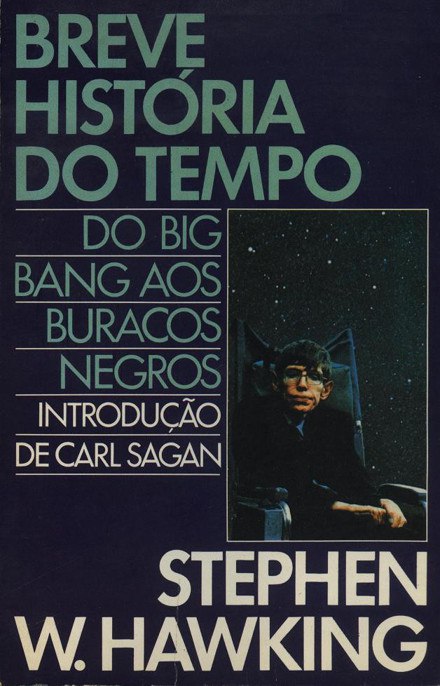 BREVE
HISTÓRIA
DO TEMPO
DO BIG
BANG AOS
BURACOS
NEGROS
INTRODUÇÃO
DE CARL SAGAN
STEPHEN
W. HAWKING